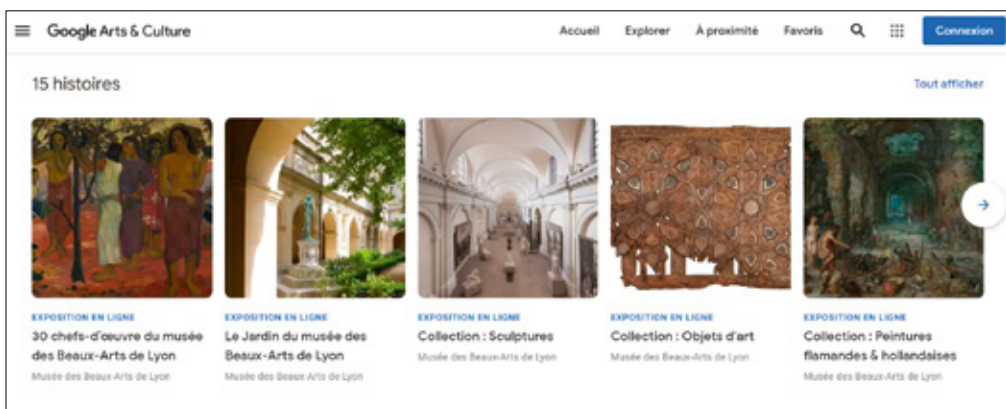 Google Arts & Culture
Accueil Explorer À proximité Favoris Connexion
15 histoires
Tout afficher
EXPOSITION EN LIGNE
30 chefs-d'œuvre du musée
des Beaux-Arts de Lyon
Musée des Beaux-Arts de Lyon
EXPOSITION EN LIGNE
Le Jardin du musée des
Beaux-Arts de Lyon
Musée des Beaux-Arts de Lyon
EXPOSITION EN LIGNE
Collection : Sculptures
Musée des Beaux-Arts de Lyon
EXPOSITION EN LIGNE
Collection : Objets d'art
Musée des Beaux-Arts de Lyon
EXPOSITION EN LIGNE
Collection : Peintures
flamandes & hollandaises
Musée des Beaux-Arts de Lyon